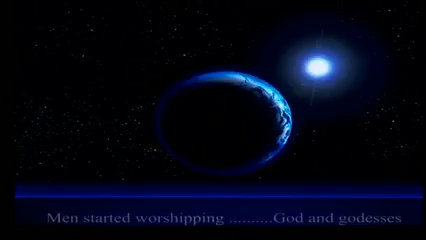 Men started worshipping ..........God and godesses